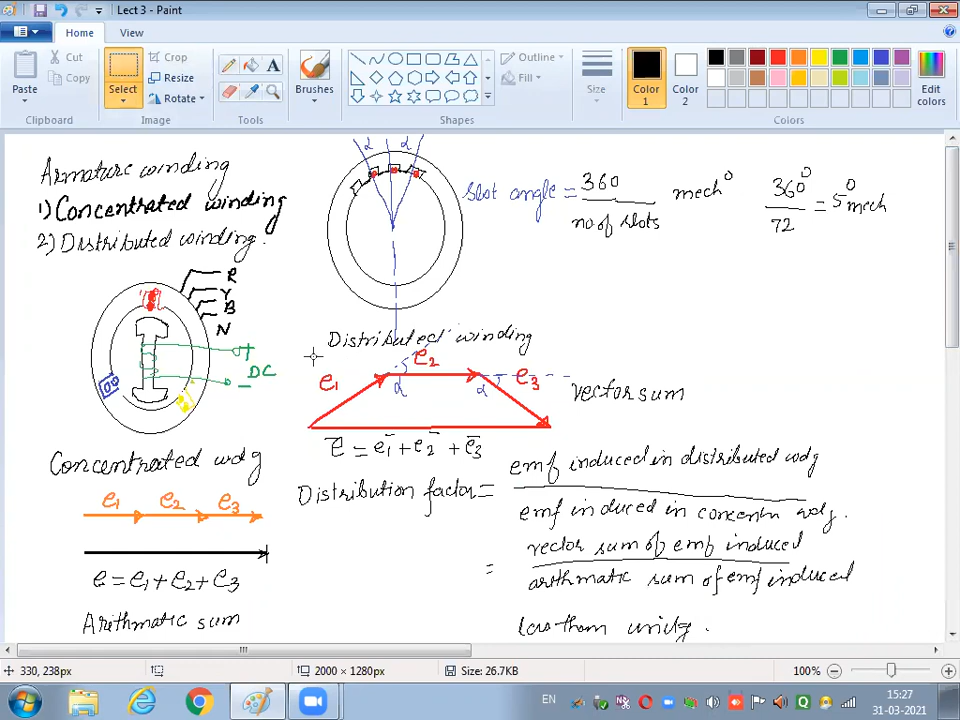 Lect 3 - Paint
Home
View
Paste
Cut
Copy
Clipboard
Select
Crop
Resize
Rotate
Image
Tools
Brushes
Shapes
Outline
Fill
Size
Color 1
Color 2
Edit colors
Colors
Armature winding
1) Concentrated winding
2) Distributed winding.
R
Y
B
N
+
DC
−
Concentrated wdg
e1 e2 e3
e = e1 + e2 + e3
Arithmatic sum
α α
Slot angle = 360 / no of slots mech°
360° / 72 = 5° mech
Distributed winding
e1 e2 e3
α α
vector sum
e̅ = e̅1 + e̅2 + e̅3
Distribution factor = emf induced in distributed wdg
emf induced in concentn wdg.
= vector sum of emf induced
arithmatic sum of emf induced
less than unity.
330, 238px
2000 × 1280px
Size: 26.7KB
100%
EN
15:27
31-03-2021